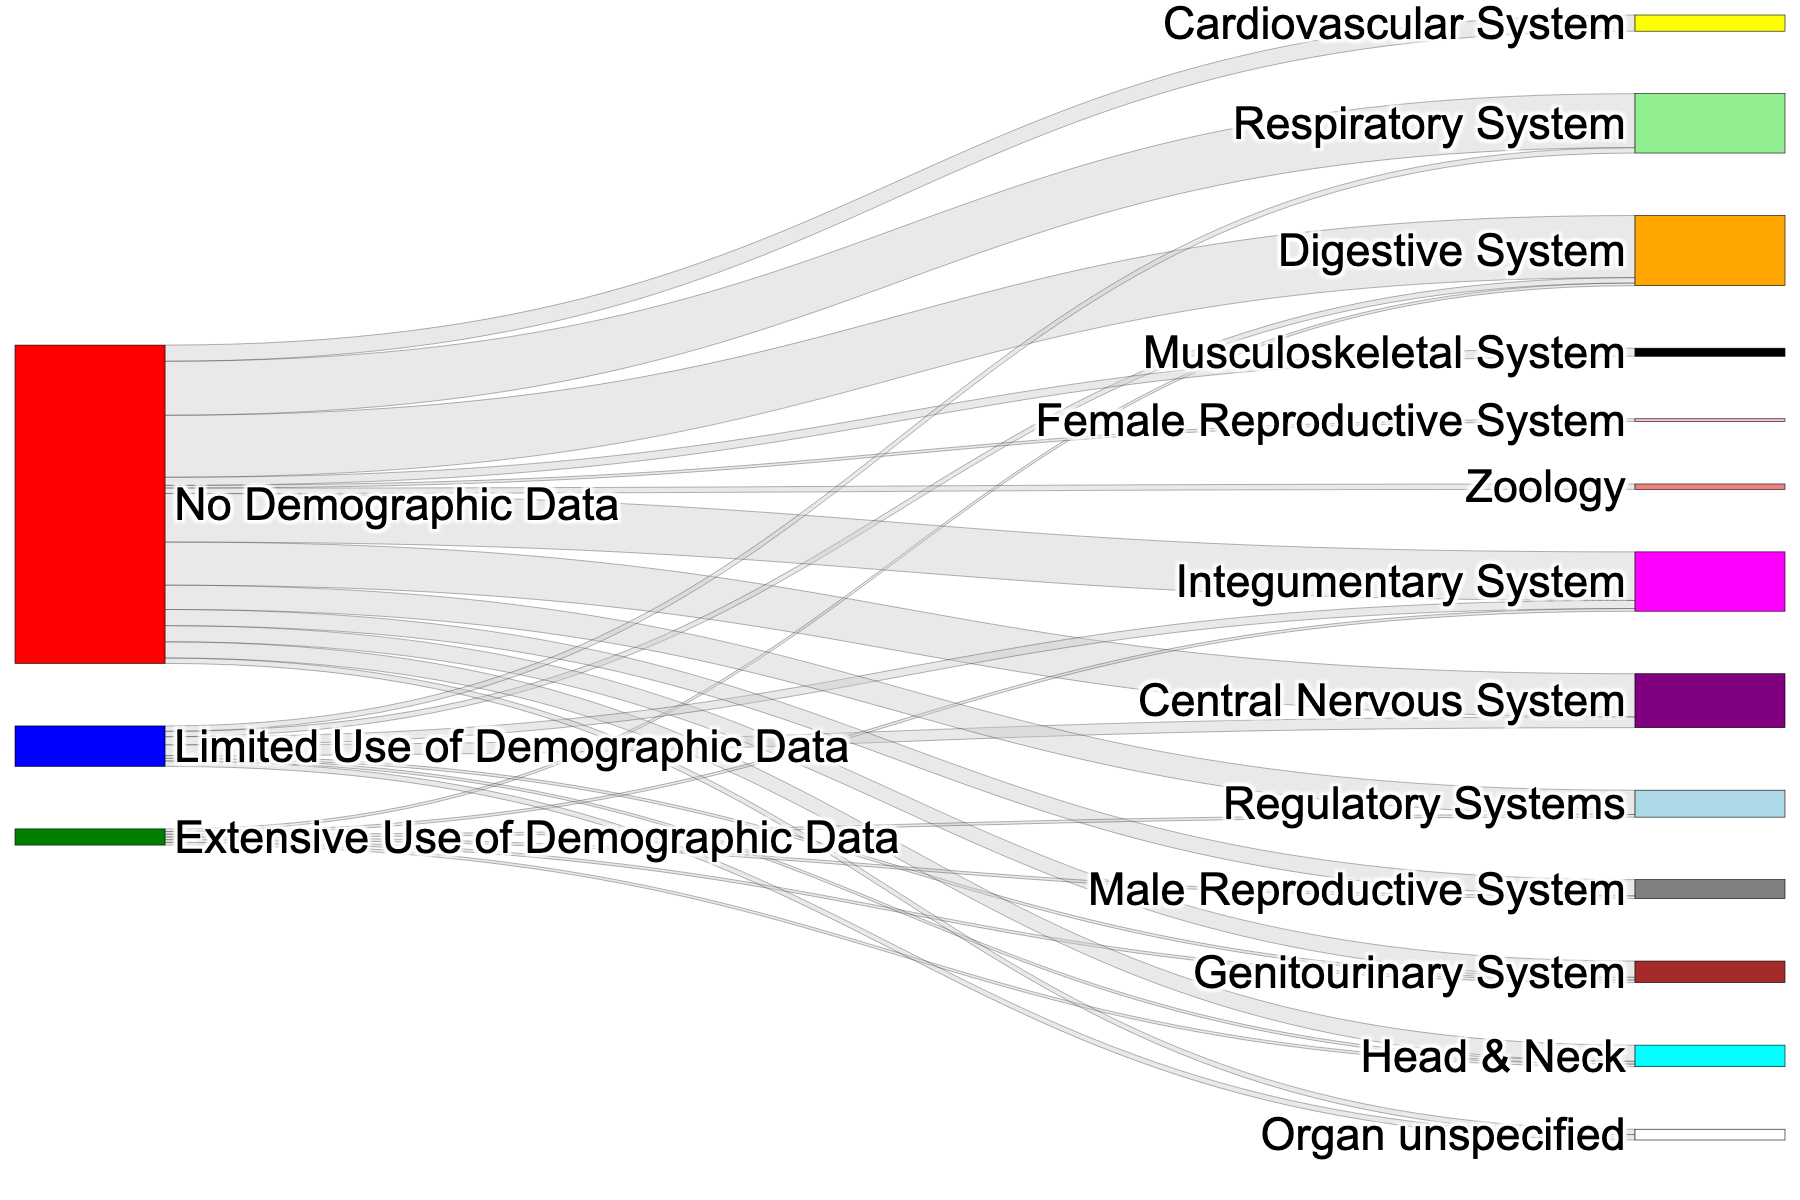 Cardiovascular System
Respiratory System
Digestive System
Musculoskeletal System
Female Reproductive System
Zoology
No Demographic Data
Integumentary System
Central Nervous System
Limited Use of Demographic Data
Regulatory Systems
Extensive Use of Demographic Data
Male Reproductive System
Genitourinary System
Head & Neck
Organ unspecified